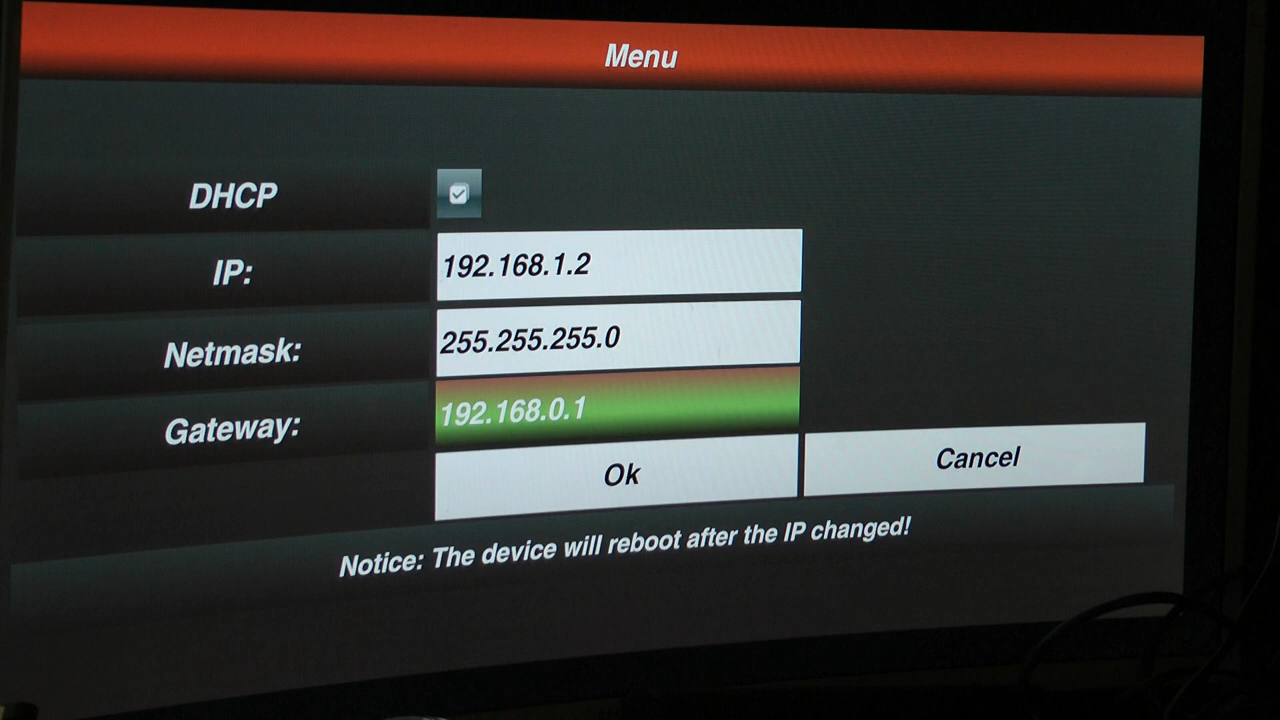 Menu
DHCP
IP: 192.168.1.2
Netmask: 255.255.255.0
Gateway: 192.168.0.1
Ok Cancel
Notice: The device will reboot after the IP changed!